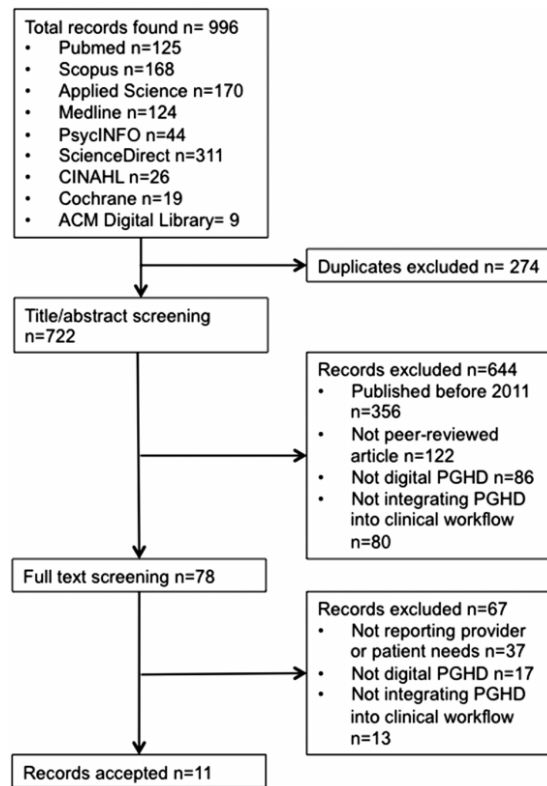 Total records found n= 996
• Pubmed n=125
• Scopus n=168
• Applied Science n=170
• Medline n=124
• PsycINFO n=44
• ScienceDirect n=311
• CINAHL n=26
• Cochrane n=19
• ACM Digital Library= 9
Duplicates excluded n= 274
Title/abstract screening
n=722
Records excluded n=644
• Published before 2011
n=356
• Not peer-reviewed
article n=122
• Not digital PGHD n=86
• Not integrating PGHD
into clinical workflow
n=80
Full text screening n=78
Records excluded n=67
• Not reporting provider
or patient needs n=37
• Not digital PGHD n=17
• Not integrating PGHD
into clinical workflow
n=13
Records accepted n=11